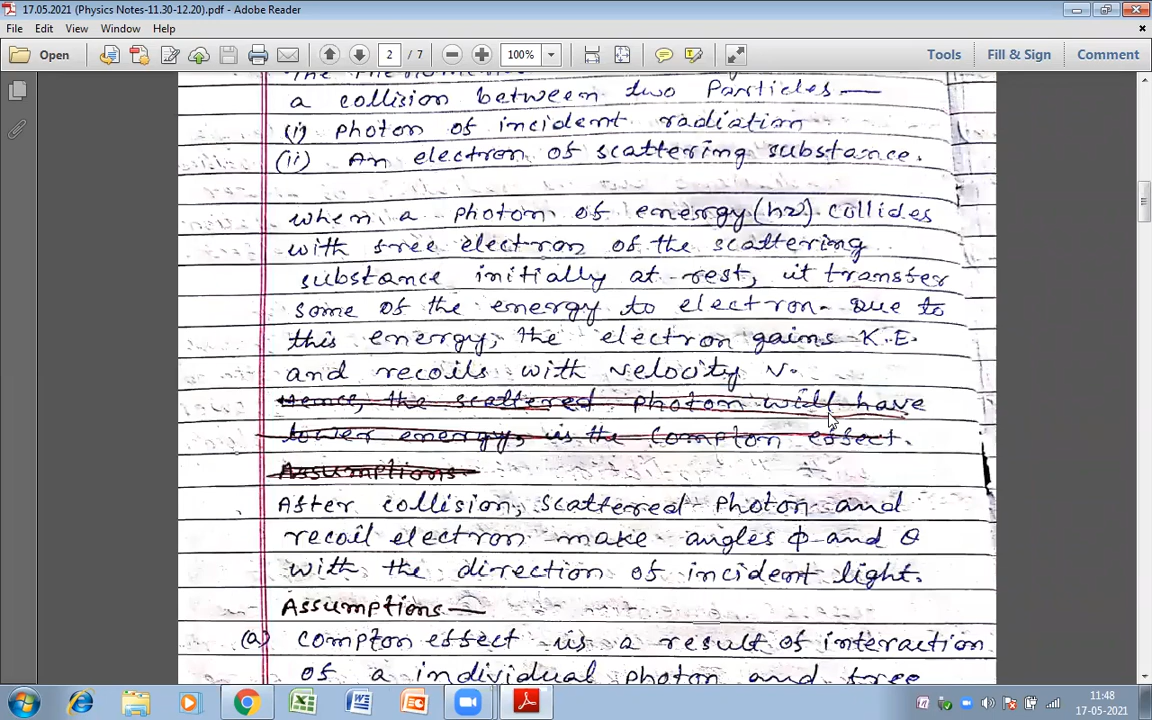 17.05.2021 (Physics Notes-11.30-12.20).pdf - Adobe Reader
File Edit View Window Help
Open 2 / 7 100% Tools Fill & Sign Comment
a collision between two Particles —
(i) photon of incident radiation
(ii) An electron of scattering substance.
when a photon of energy (hν) collides
with free electron of the scattering
substance initially at rest, it transfer
some of the energy to electron. Due to
this energy, the electron gains K.E.
and recoils with velocity v.
Hence, the scattered photon will have
lower energy, is the Compton effect.
Assumptions
After collision, scattered Photon and
recoil electron make angles ϕ and θ
with the direction of incident light.
Assumptions —
(a) Compton effect is a result of interaction
of a individual photon and free
11:48
17-05-2021